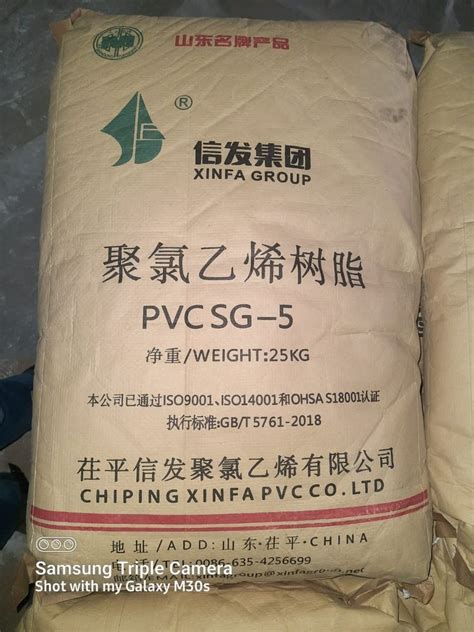 山东名牌产品
®
信发集团
XINFA GROUP
聚氯乙烯树脂
PVC SG-5
净重/WEIGHT:25KG
本公司已通过ISO9001、ISO14001和OHSA S18001认证
执行标准:GB/T 5761-2018
茌平信发聚氯乙烯有限公司
CHIPING XINFA PVC CO.LTD
地址/ADD:山东·茌平·CHINA
0086-635-4256699
xinfagroup@xinfagro
Samsung Triple Camera
Shot with my Galaxy M30s